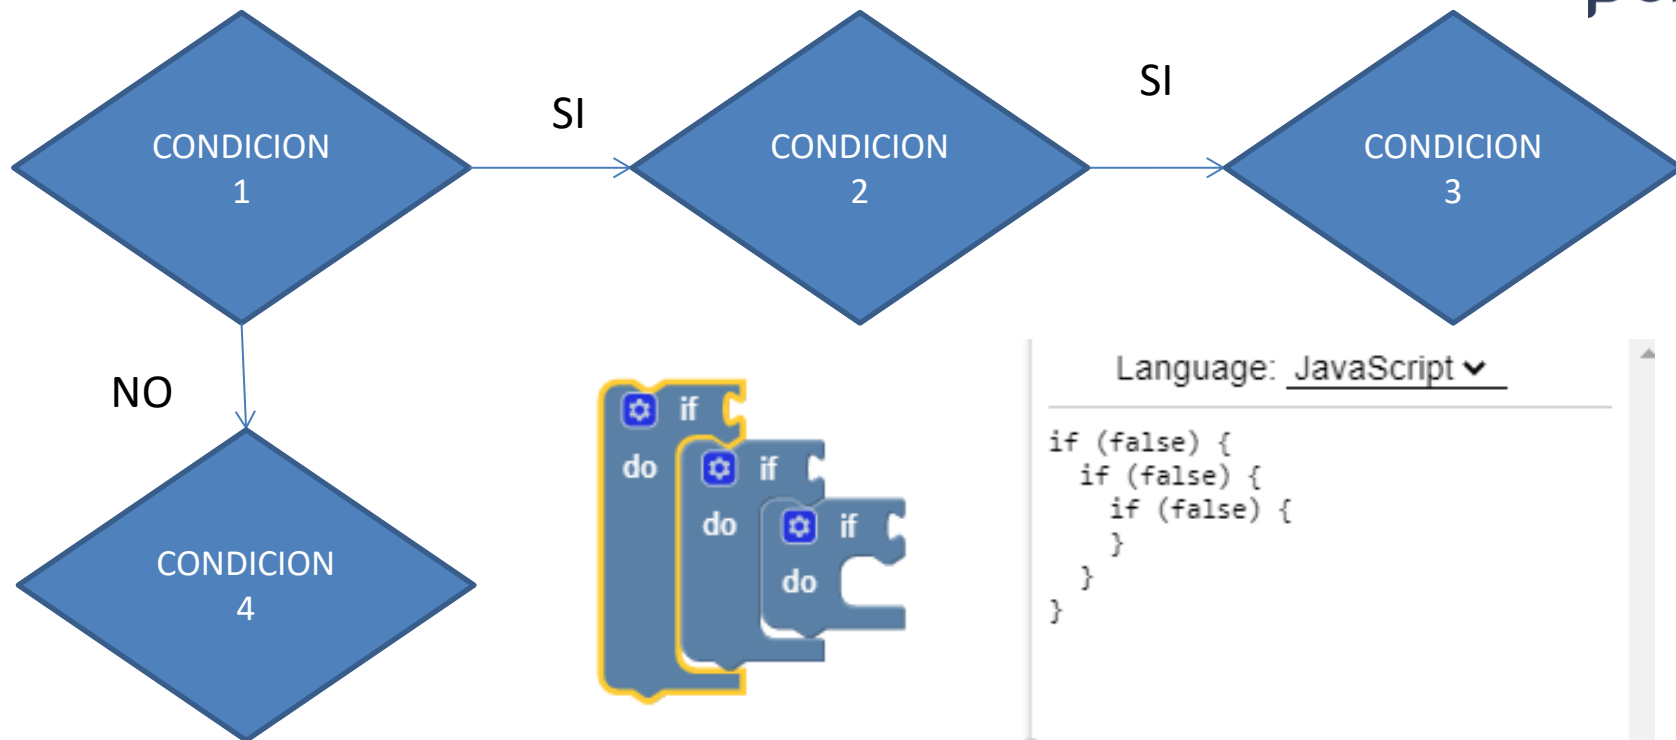 SI
SI
CONDICION
1
CONDICION
2
CONDICION
3
NO
CONDICION
4
if
do
if
do
if
do
Language: JavaScript
if (false) {
if (false) {
if (false) {
}
}
}